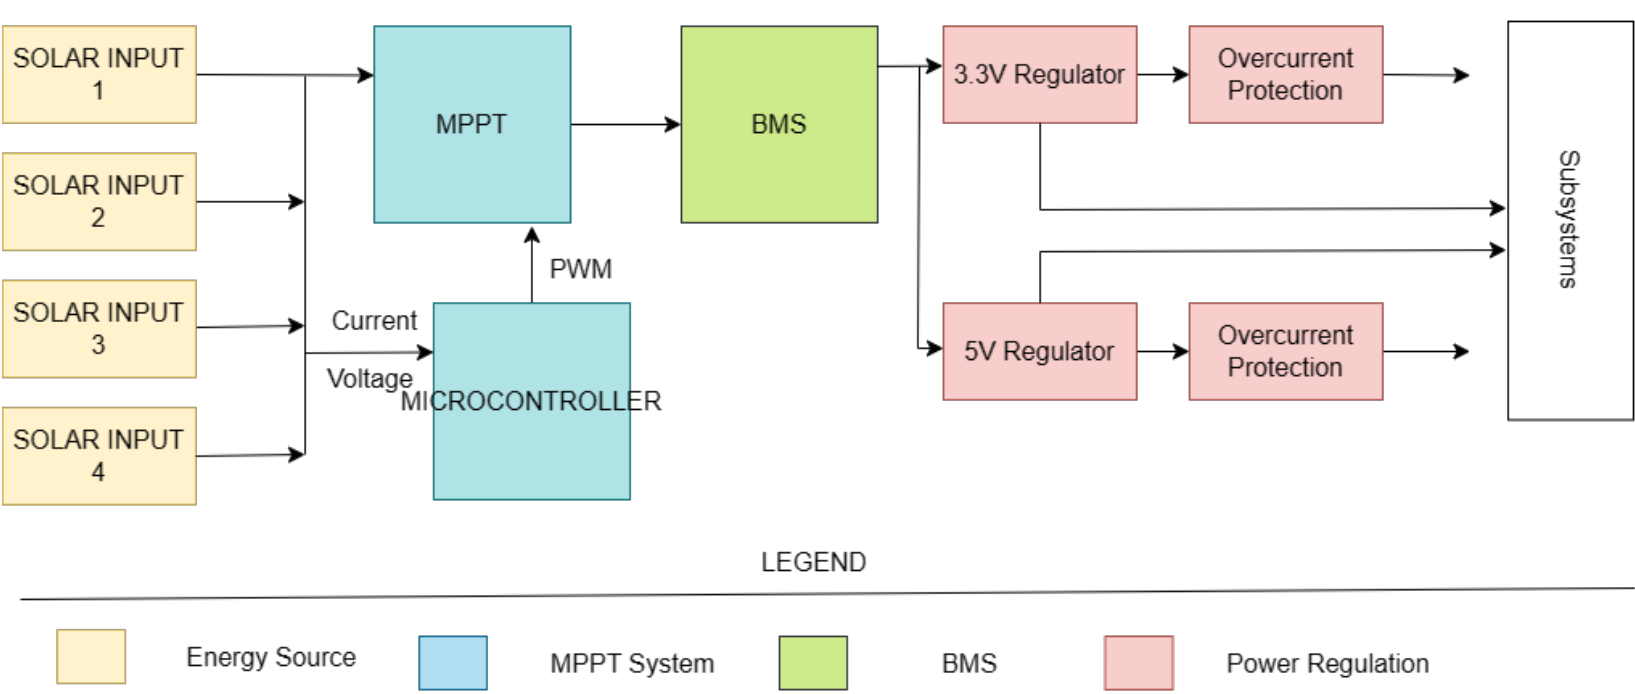 SOLAR INPUT
1
SOLAR INPUT
2
SOLAR INPUT
3
SOLAR INPUT
4
MPPT
PWM
Current
Voltage
MICROCONTROLLER
BMS
3.3V Regulator
Overcurrent
Protection
5V Regulator
Overcurrent
Protection
Subsystems
LEGEND
Energy Source
MPPT System
BMS
Power Regulation